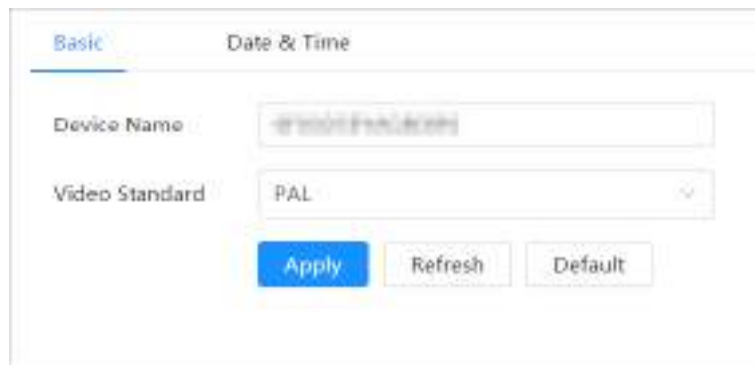 Basic Date & Time
Device Name
Video Standard PAL
Apply Refresh Default